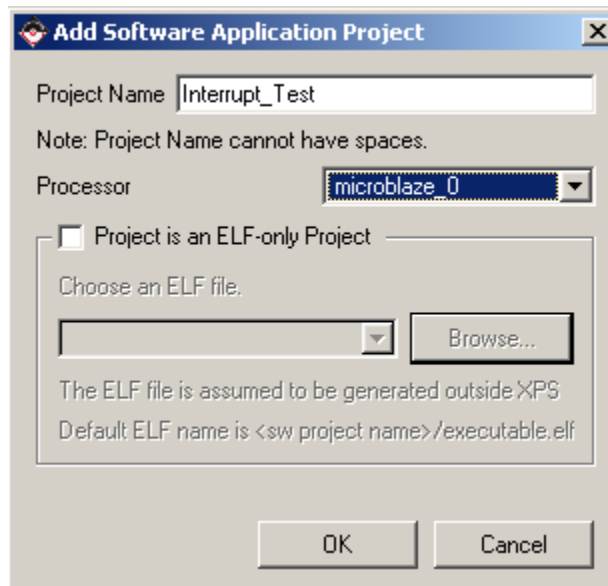 Add Software Application Project
Project Name Interrupt_Test
Note: Project Name cannot have spaces.
Processor microblaze_0
Project is an ELF-only Project
Choose an ELF file.
Browse...
The ELF file is assumed to be generated outside XPS
Default ELF name is <sw project name>/executable.elf
OK Cancel